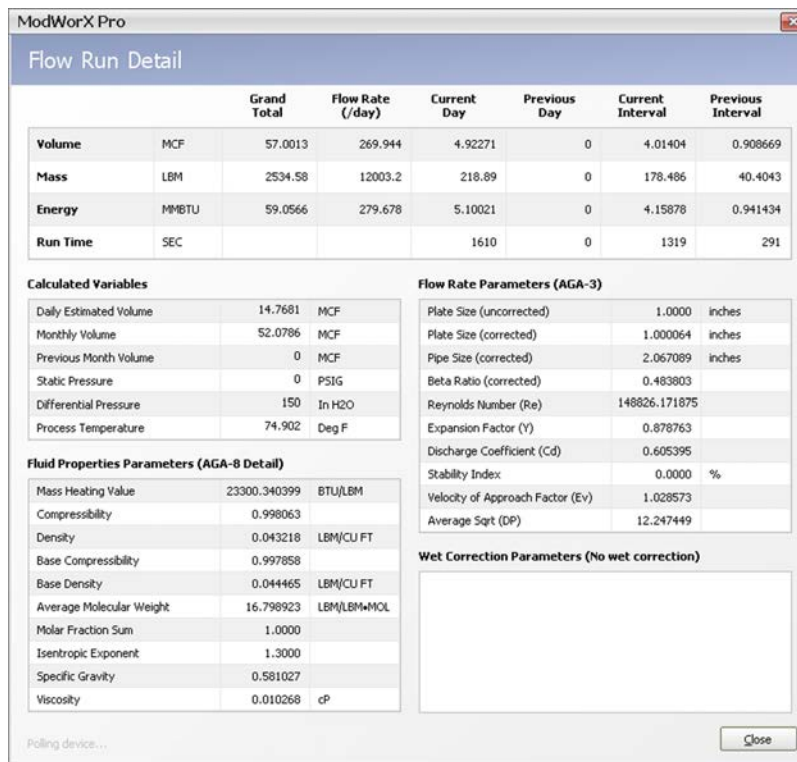 ModWorX Pro
Flow Run Detail
Grand Total Flow Rate (/day) Current Day Previous Day Current Interval Previous Interval
Volume MCF 57.0013 269.944 4.92271 0 4.01404 0.908669
Mass LBM 2534.58 12003.2 218.89 0 178.486 40.4043
Energy MMBTU 59.0566 279.678 5.10021 0 4.15878 0.941434
Run Time SEC 1610 0 1319 291
Calculated Variables
Daily Estimated Volume 14.7681 MCF
Monthly Volume 52.0786 MCF
Previous Month Volume 0 MCF
Static Pressure 0 PSIG
Differential Pressure 150 In H2O
Process Temperature 74.902 Deg F
Fluid Properties Parameters (AGA-8 Detail)
Mass Heating Value 23300.340399 BTU/LBM
Compressibility 0.998063
Density 0.043218 LBM/CU FT
Base Compressibility 0.997858
Base Density 0.044465 LBM/CU FT
Average Molecular Weight 16.798923 LBM/LBM•MOL
Molar Fraction Sum 1.0000
Isentropic Exponent 1.3000
Specific Gravity 0.581027
Viscosity 0.010268 cP
Flow Rate Parameters (AGA-3)
Plate Size (uncorrected) 1.0000 inches
Plate Size (corrected) 1.000064 inches
Pipe Size (corrected) 2.067089 inches
Beta Ratio (corrected) 0.483803
Reynolds Number (Re) 148826.171875
Expansion Factor (Y) 0.878763
Discharge Coefficient (Cd) 0.605395
Stability Index 0.0000 %
Velocity of Approach Factor (Ev) 1.028573
Average Sqrt (DP) 12.247449
Wet Correction Parameters (No wet correction)
Polling device...
Close